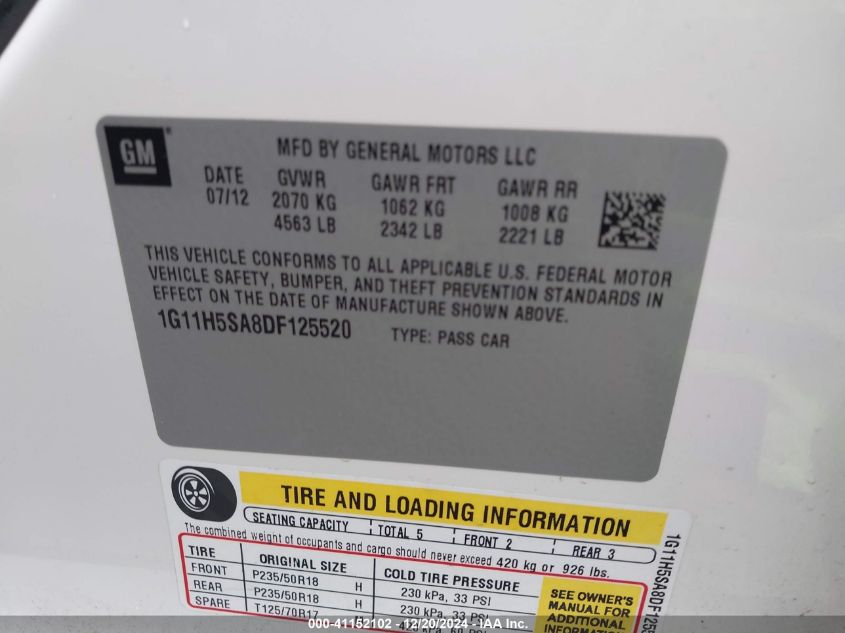 GM
MFD BY GENERAL MOTORS LLC
DATE GVWR GAWR FRT GAWR RR
07/12 2070 KG 1062 KG 1008 KG
4563 LB 2342 LB 2221 LB
THIS VEHICLE CONFORMS TO ALL APPLICABLE U.S. FEDERAL MOTOR
VEHICLE SAFETY, BUMPER, AND THEFT PREVENTION STANDARDS IN
EFFECT ON THE DATE OF MANUFACTURE SHOWN ABOVE.
1G11H5SA8DF125520 TYPE: PASS CAR
TIRE AND LOADING INFORMATION
SEATING CAPACITY TOTAL 5 FRONT 2 REAR 3
The combined weight of occupants and cargo should never exceed 420 kg or 926 lbs.
TIRE ORIGINAL SIZE COLD TIRE PRESSURE
FRONT P235/50R18 H 230 kPa, 33 PSI
REAR P235/50R18 H 230 kPa, 33 PSI
SPARE T125/70R17
SEE OWNER'S
MANUAL FOR
ADDITIONAL
1G11H5SA8DF125
000-41152102 - 12/20/2024 - IAA Inc.